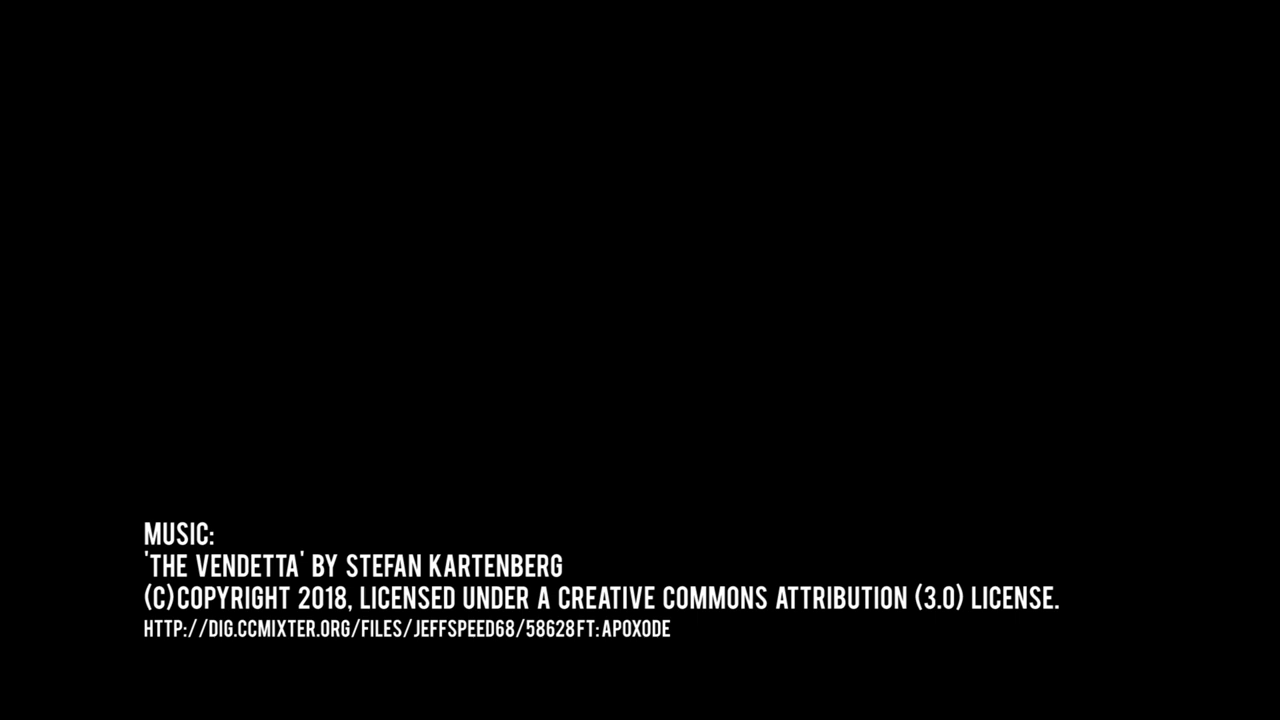 MUSIC:
'THE VENDETTA' BY STEFAN KARTENBERG
(C)COPYRIGHT 2018, LICENSED UNDER A CREATIVE COMMONS ATTRIBUTION (3.0) LICENSE.
HTTP://DIG.CCMIXTER.ORG/FILES/JEFFSPEED68/58628FT: APOXODE